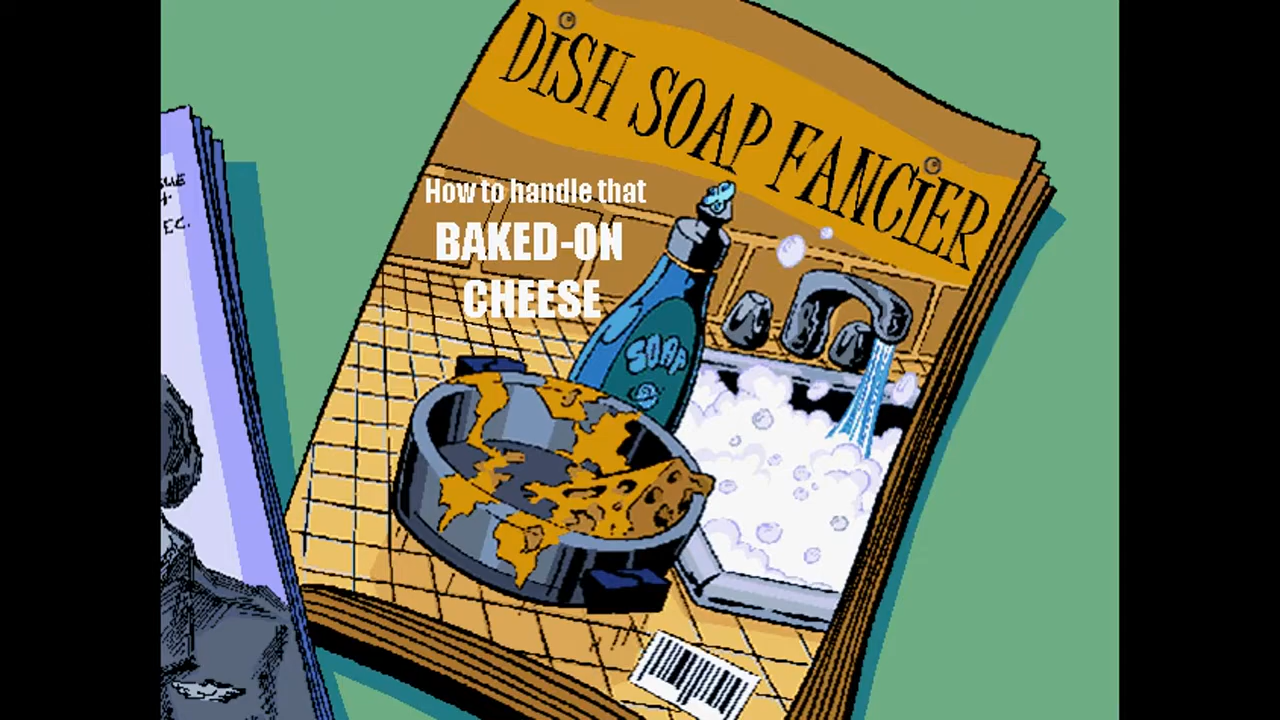 DISH SOAP FANCIER
How to handle that
BAKED-ON
CHEESE
SOAP